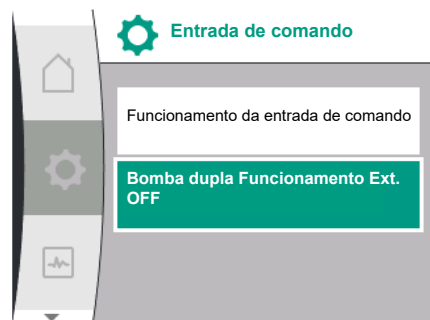 Entrada de comando
Funcionamento da entrada de comando
Bomba dupla Funcionamento Ext.
OFF